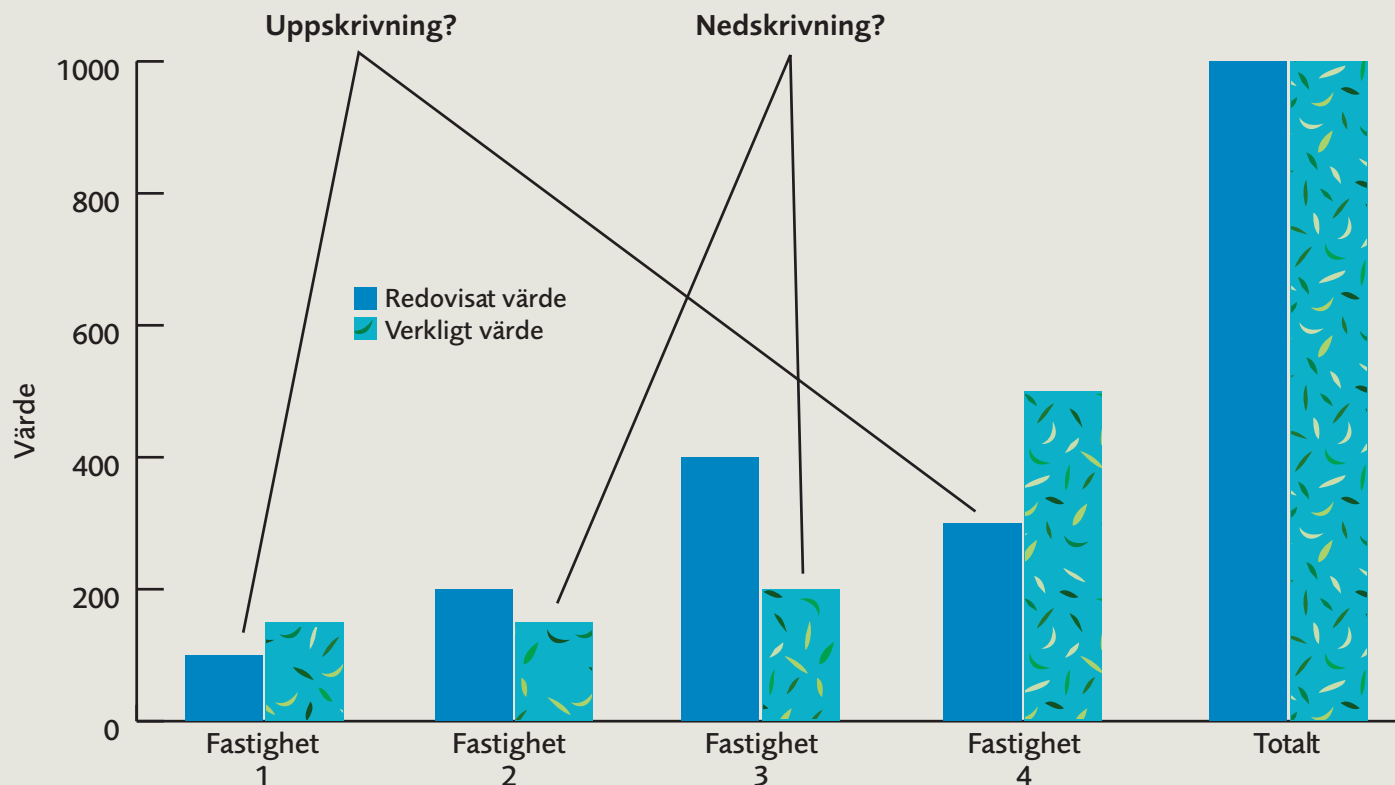 Uppskrivning?
Nedskrivning?
1000
800
600
400
200
0
Värde
Redovisat värde
Verkligt värde
Fastighet
1
Fastighet
2
Fastighet
3
Fastighet
4
Totalt